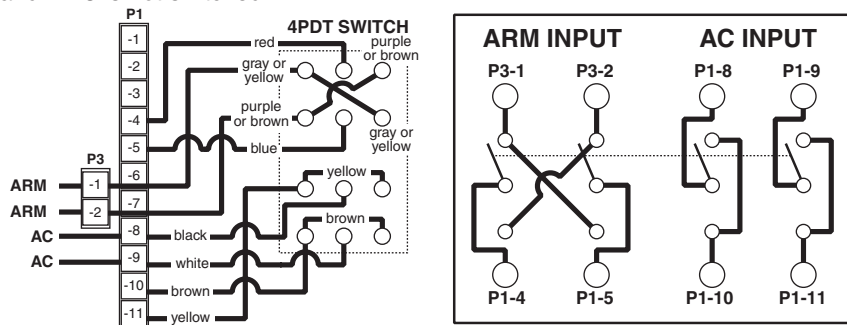 P1
4PDT SWITCH
-1
-2
-3
-4
-5
-6
-7
-8
-9
-10
-11
P3
-1
-2
ARM
ARM
AC
AC
red
purple
or brown
gray or
yellow
purple
or brown
gray or
yellow
blue
yellow
black
brown
white
brown
yellow
ARM INPUT
AC INPUT
P3-1
P3-2
P1-8
P1-9
P1-4
P1-5
P1-10
P1-11